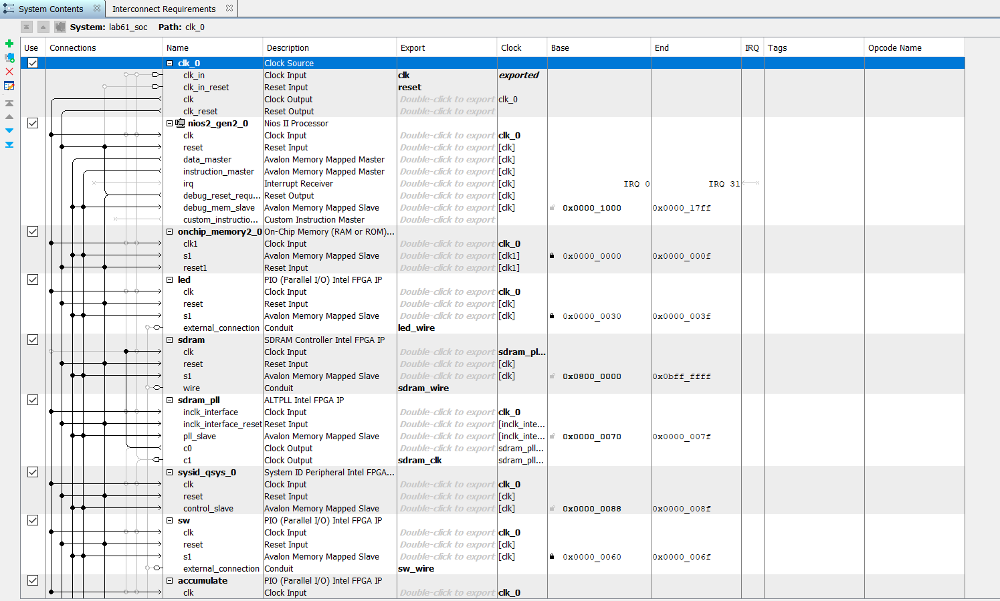 System Contents Interconnect Requirements
System: lab61_soc Path: clk_0
Use Connections Name Description Export Clock Base End IRQ Tags Opcode Name
clk_0 Clock Source
clk_in Clock Input clk exported
clk_in_reset Reset Input reset
clk Clock Output Double-click to export clk_0
clk_reset Reset Output Double-click to export
nios2_gen2_0 Nios II Processor
clk Clock Input Double-click to export clk_0
reset Reset Input Double-click to export [clk]
data_master Avalon Memory Mapped Master Double-click to export [clk]
instruction_master Avalon Memory Mapped Master Double-click to export [clk]
irq Interrupt Receiver Double-click to export [clk] IRQ 0 IRQ 31
debug_reset_requ... Reset Output Double-click to export [clk]
debug_mem_slave Avalon Memory Mapped Slave Double-click to export [clk] 0x0000_1000 0x0000_17ff
custom_instructio... Custom Instruction Master Double-click to export
onchip_memory2_0 On-Chip Memory (RAM or ROM)...
clk1 Clock Input Double-click to export clk_0
s1 Avalon Memory Mapped Slave Double-click to export [clk1] 0x0000_0000 0x0000_000f
reset1 Reset Input Double-click to export [clk1]
led PIO (Parallel I/O) Intel FPGA IP
clk Clock Input Double-click to export clk_0
reset Reset Input Double-click to export [clk]
s1 Avalon Memory Mapped Slave Double-click to export [clk] 0x0000_0030 0x0000_003f
external_connection Conduit led_wire
sdram SDRAM Controller Intel FPGA IP
clk Clock Input Double-click to export sdram_pl...
reset Reset Input Double-click to export [clk]
s1 Avalon Memory Mapped Slave Double-click to export [clk] 0x0800_0000 0x0bff_ffff
wire Conduit sdram_wire
sdram_pll ALTPLL Intel FPGA IP
inclk_interface Clock Input Double-click to export clk_0
inclk_interface_reset Reset Input Double-click to export [inclk_inte...
pll_slave Avalon Memory Mapped Slave Double-click to export [inclk_inte... 0x0000_0070 0x0000_007f
c0 Clock Output Double-click to export sdram_pll...
c1 Clock Output sdram_clk sdram_pll...
sysid_qsys_0 System ID Peripheral Intel FPGA...
clk Clock Input Double-click to export clk_0
reset Reset Input Double-click to export [clk]
control_slave Avalon Memory Mapped Slave Double-click to export [clk] 0x0000_0088 0x0000_008f
sw PIO (Parallel I/O) Intel FPGA IP
clk Clock Input Double-click to export clk_0
reset Reset Input Double-click to export [clk]
s1 Avalon Memory Mapped Slave Double-click to export [clk] 0x0000_0060 0x0000_006f
external_connection Conduit sw_wire
accumulate PIO (Parallel I/O) Intel FPGA IP
clk Clock Input Double-click to export clk_0